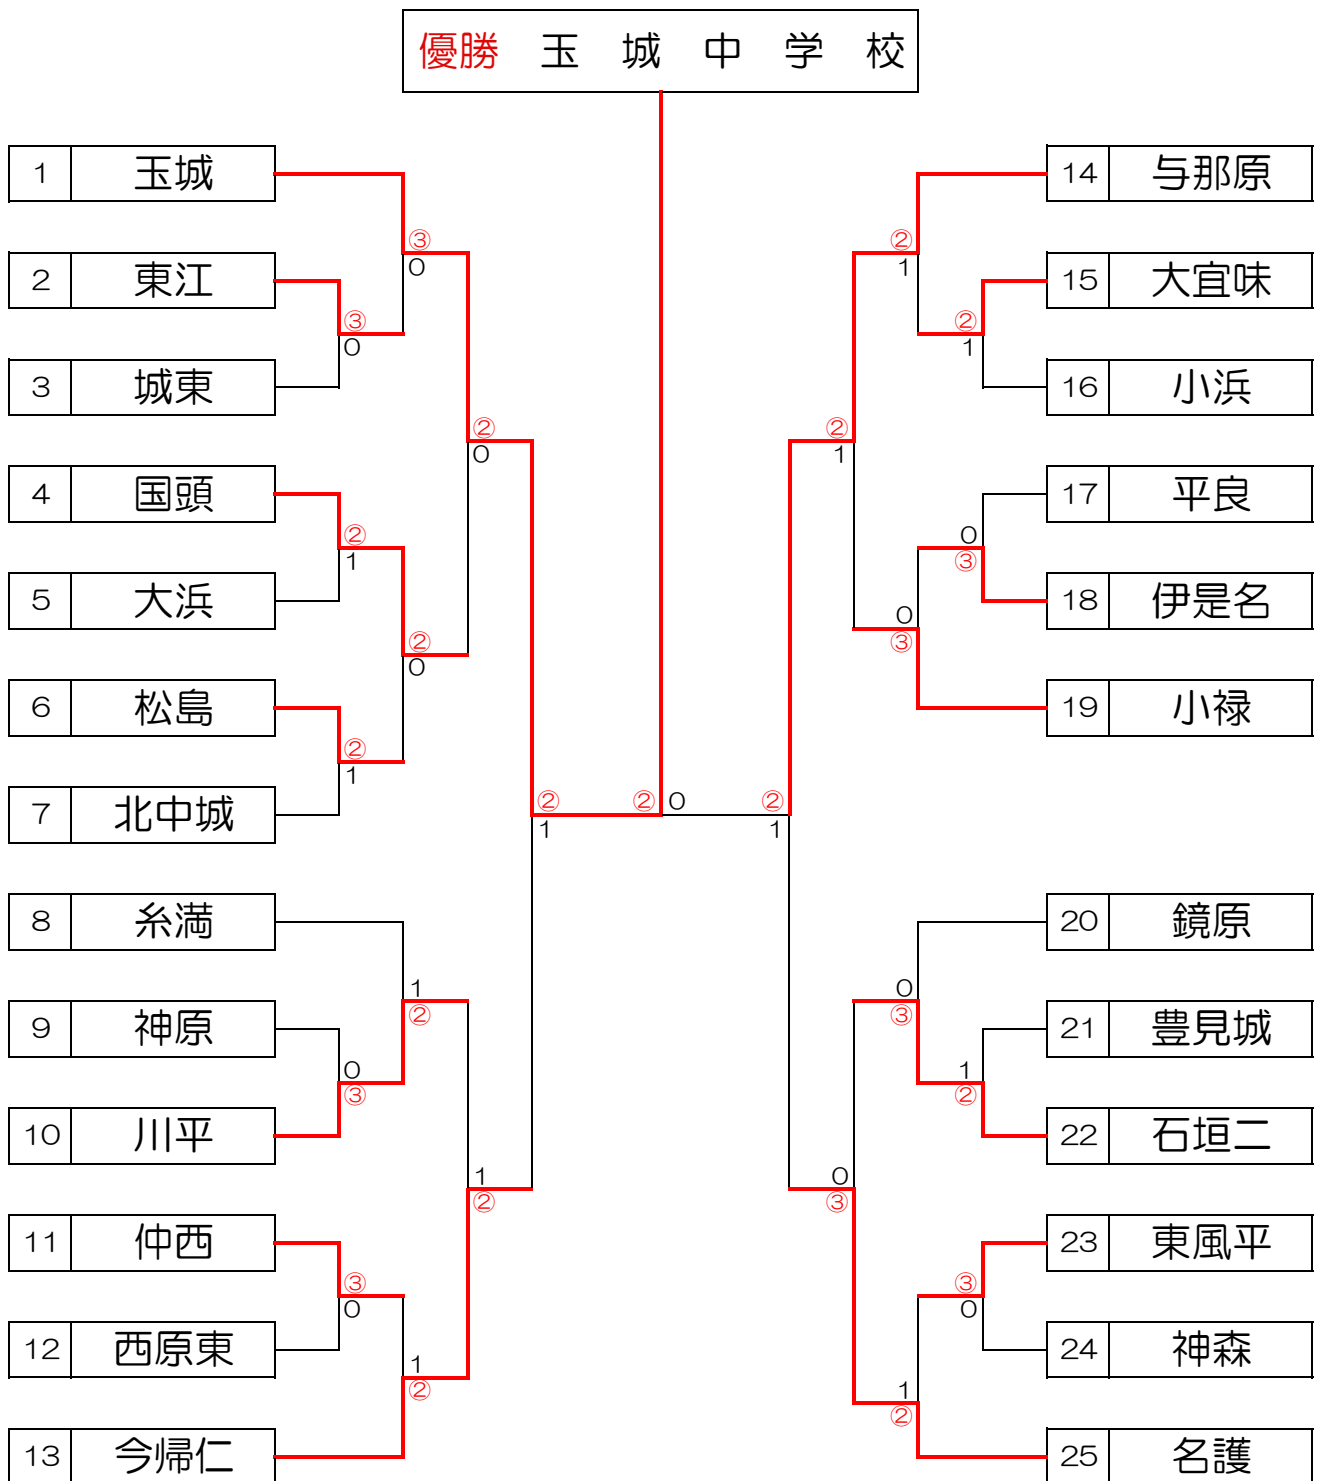 優勝 玉 城 中 学 校
1 玉城
14 与那原
③
②
0
1
2 東江
15 大宜味
③
②
0
1
3 城東
16 小浜
②
②
0
1
4 国頭
17 平良
②
0
1
③
5 大浜
18 伊是名
②
0
0
③
6 松島
19 小禄
②
1
7 北中城
② ② 0 ②
1 1
8 糸満
20 鏡原
1
0
②
③
9 神原
21 豊見城
0
1
③
②
10 川平
22 石垣二
1
0
②
③
11 仲西
23 東風平
③
③
0
0
12 西原東
24 神森
1
1
②
②
13 今帰仁
25 名護